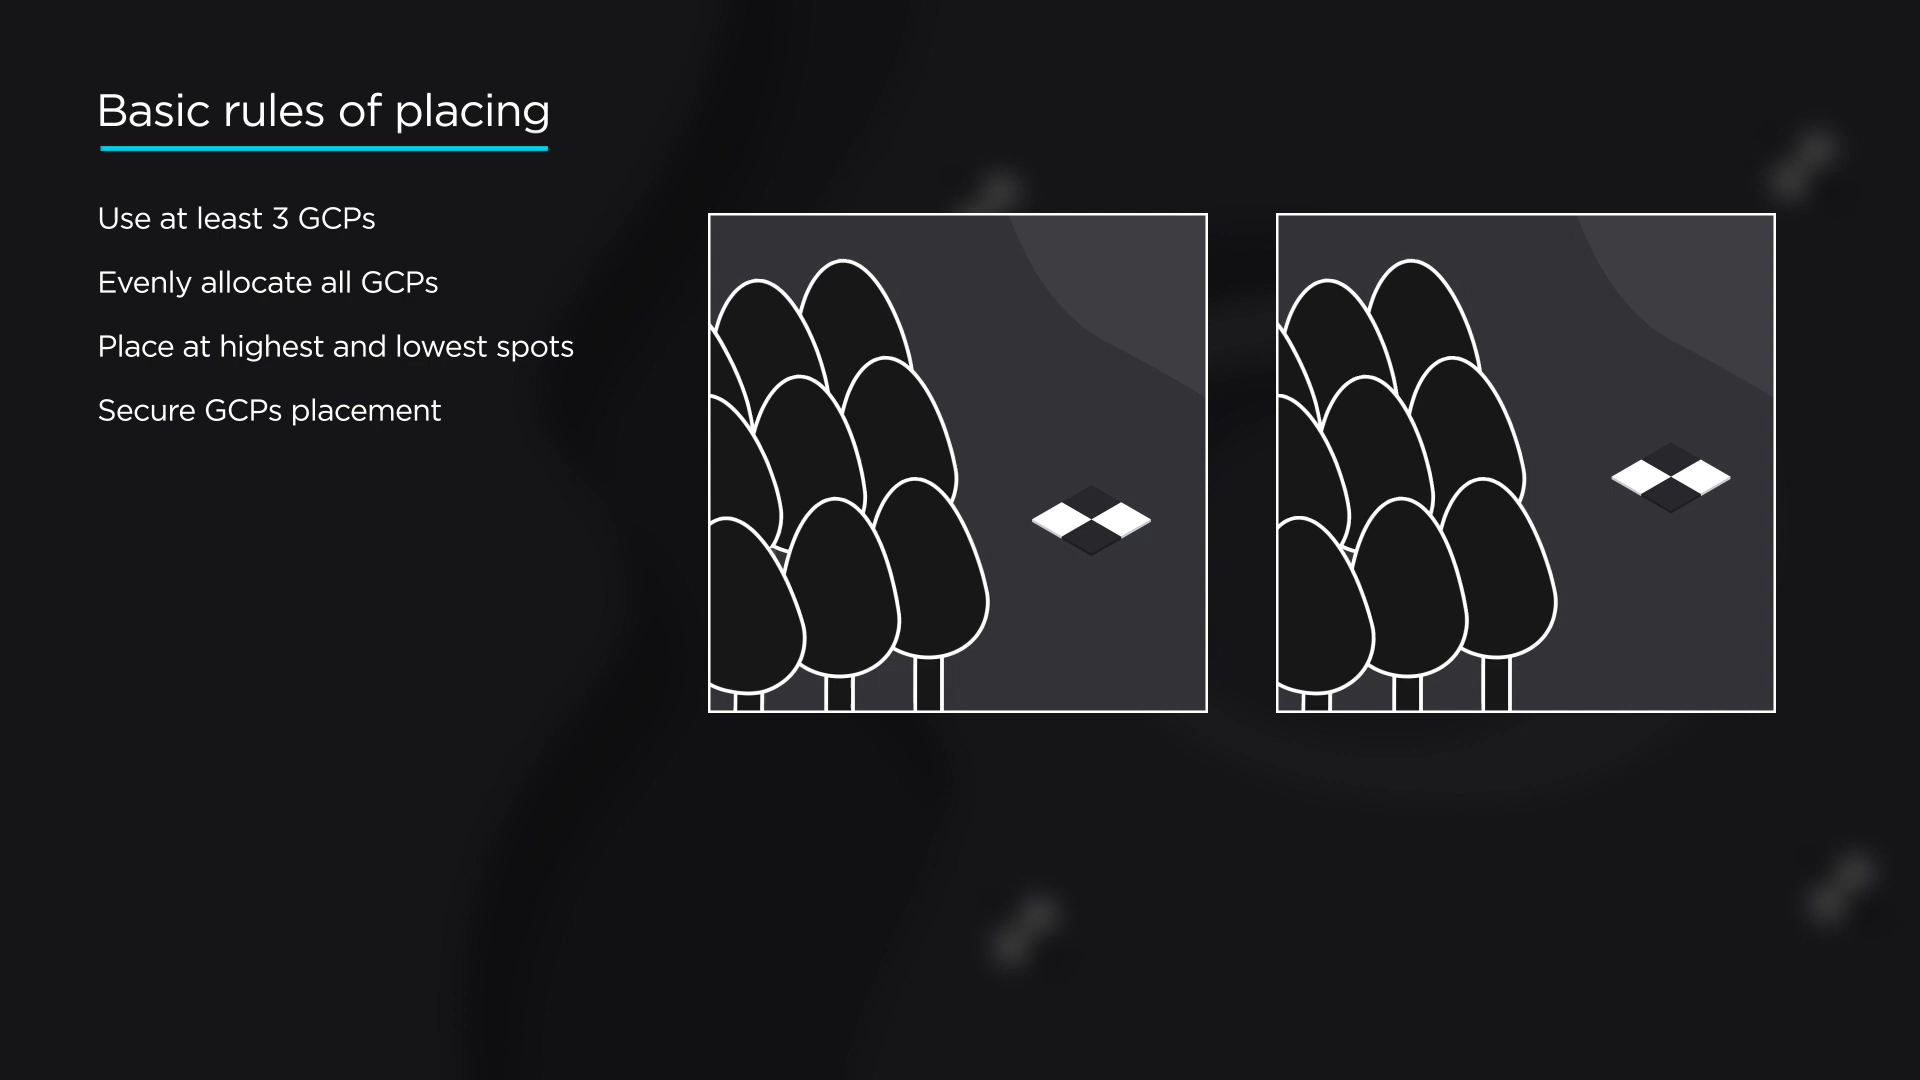 Basic rules of placing
Use at least 3 GCPs
Evenly allocate all GCPs
Place at highest and lowest spots
Secure GCPs placement